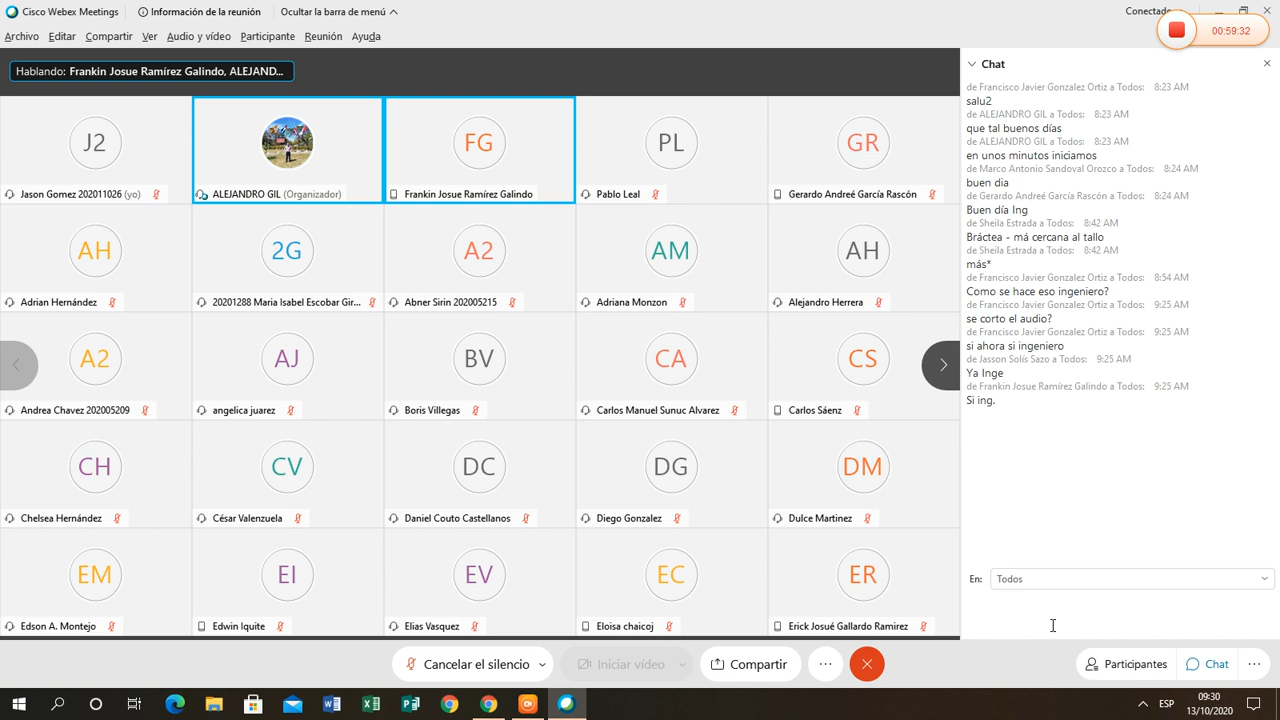 Cisco Webex Meetings
Información de la reunión
Ocultar la barra de menú
Conectado
00:59:32
Archivo Editar Compartir Ver Audio y vídeo Participante Reunión Ayuda
Hablando: Frankin Josue Ramírez Galindo, ALEJAND...
J2
FG
PL
GR
Jason Gomez 202011026 (yo)
ALEJANDRO GIL (Organizador)
Frankin Josue Ramírez Galindo
Pablo Leal
Gerardo Andreé García Rascón
AH
2G
A2
AM
AH
Adrian Hernández
20201288 Maria Isabel Escobar Gir...
Abner Sirin 202005215
Adriana Monzon
Alejandro Herrera
A2
AJ
BV
CA
CS
Andrea Chavez 202005209
angelica juarez
Boris Villegas
Carlos Manuel Sunuc Alvarez
Carlos Sáenz
CH
CV
DC
DG
DM
Chelsea Hernández
César Valenzuela
Daniel Couto Castellanos
Diego Gonzalez
Dulce Martinez
EM
EI
EV
EC
ER
Edson A. Montejo
Edwin Iquite
Elias Vasquez
Eloisa chaicoj
Erick Josué Gallardo Ramirez
Chat
de Francisco Javier Gonzalez Ortiz a Todos: 8:23 AM
salu2
de ALEJANDRO GIL a Todos: 8:23 AM
que tal buenos días
de ALEJANDRO GIL a Todos: 8:23 AM
en unos minutos iniciamos
de Marco Antonio Sandoval Orozco a Todos: 8:24 AM
buen dia
de Gerardo Andreé García Rascón a Todos: 8:24 AM
Buen día Ing
de Sheila Estrada a Todos: 8:42 AM
Bráctea - má cercana al tallo
de Sheila Estrada a Todos: 8:42 AM
más*
de Francisco Javier Gonzalez Ortiz a Todos: 8:54 AM
Como se hace eso ingeniero?
de Francisco Javier Gonzalez Ortiz a Todos: 9:25 AM
se corto el audio?
de Francisco Javier Gonzalez Ortiz a Todos: 9:25 AM
si ahora si ingeniero
de Jasson Solís Sazo a Todos: 9:25 AM
Ya Inge
de Frankin Josue Ramírez Galindo a Todos: 9:25 AM
Si ing.
En: Todos
Cancelar el silencio
Iniciar vídeo
Compartir
Participantes
Chat
ESP
09:30
13/10/2020